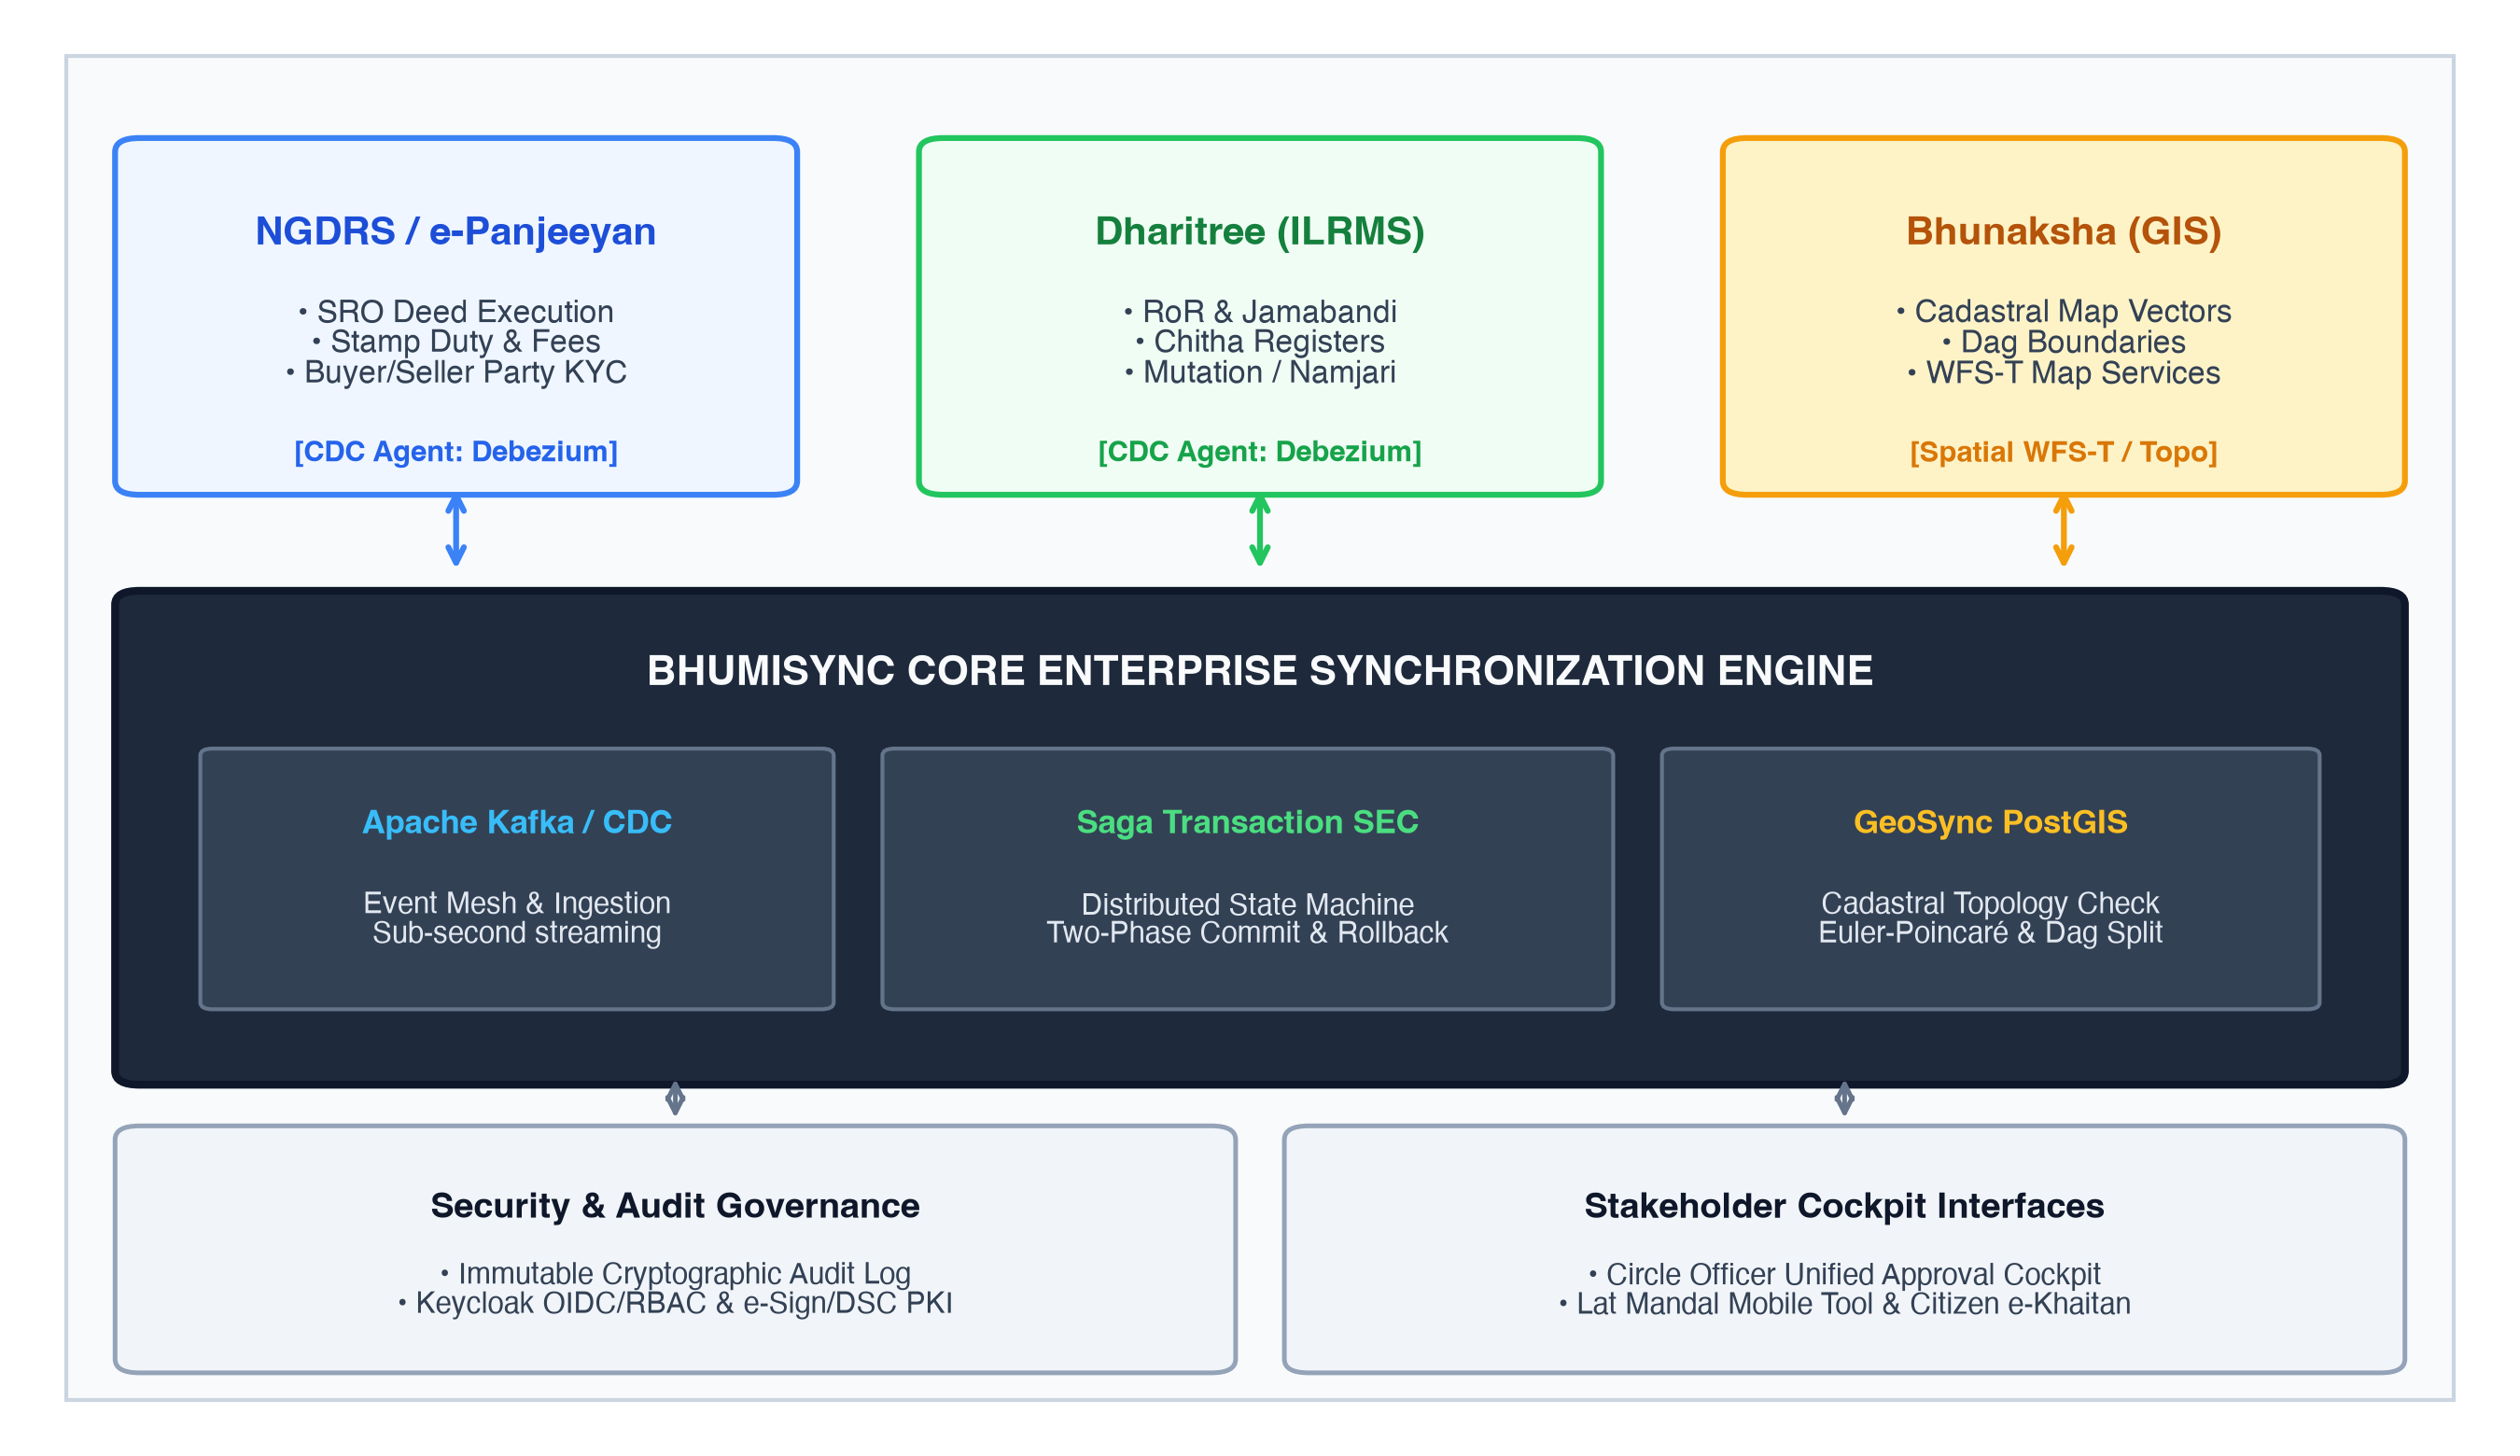 NGDRS / e-Panjeeyan
• SRO Deed Execution
• Stamp Duty & Fees
• Buyer/Seller Party KYC
[CDC Agent: Debezium]
Dharitree (ILRMS)
• RoR & Jamabandi
• Chitha Registers
• Mutation / Namjari
[CDC Agent: Debezium]
Bhunaksha (GIS)
• Cadastral Map Vectors
• Dag Boundaries
• WFS-T Map Services
[Spatial WFS-T / Topo]
BHUMISYNC CORE ENTERPRISE SYNCHRONIZATION ENGINE
Apache Kafka / CDC
Event Mesh & Ingestion
Sub-second streaming
Saga Transaction SEC
Distributed State Machine
Two-Phase Commit & Rollback
GeoSync PostGIS
Cadastral Topology Check
Euler-Poincaré & Dag Split
Security & Audit Governance
• Immutable Cryptographic Audit Log
• Keycloak OIDC/RBAC & e-Sign/DSC PKI
Stakeholder Cockpit Interfaces
• Circle Officer Unified Approval Cockpit
• Lat Mandal Mobile Tool & Citizen e-Khaitan